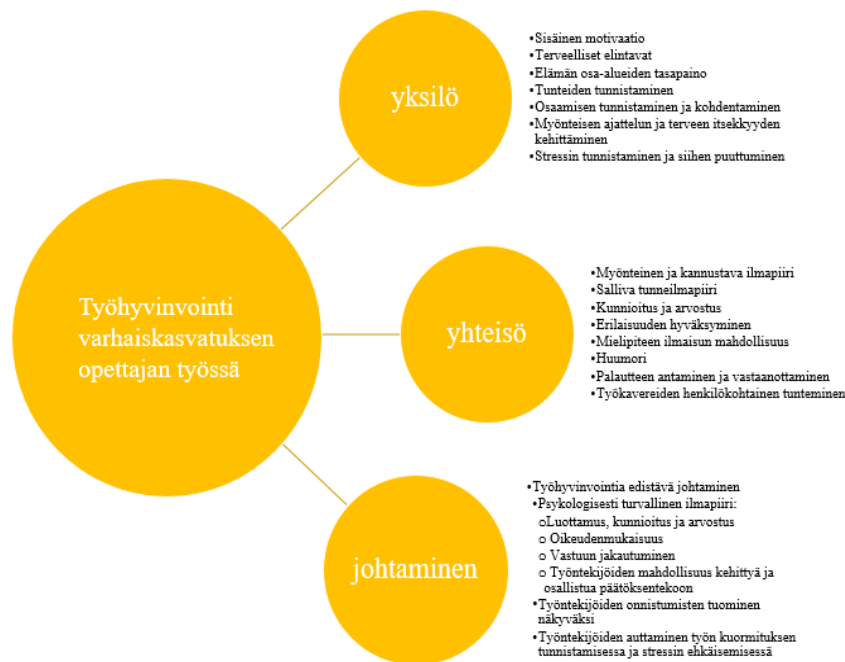 Työhyvinvointi
varhaiskasvatuksen
opettajan työssä
yksilö
•Sisäinen motivaatio
•Terveelliset elintavat
•Elämän osa-alueiden tasapaino
•Tunteiden tunnistaminen
•Osaamisen tunnistaminen ja kohdentaminen
•Myönteisen ajattelun ja terveen itsekkyyden
kehittäminen
•Stressin tunnistaminen ja siihen puuttuminen
yhteisö
•Myönteinen ja kannustava ilmapiiri
•Salliva tunneilmapiiri
•Kunnioitus ja arvostus
•Erilaisuuden hyväksyminen
•Mielipiteen ilmaisun mahdollisuus
•Huumori
•Palautteen antaminen ja vastaanottaminen
•Työkavereiden henkilökohtainen tunteminen
johtaminen
•Työhyvinvointia edistävä johtaminen
•Psykologisesti turvallinen ilmapiiri:
oLuottamus, kunnioitus ja arvostus
o Oikeudenmukaisuus
o Vastuun jakautuminen
o Työntekijöiden mahdollisuus kehittyä ja
osallistua päätöksentekoon
•Työntekijöiden onnistumisten tuominen
näkyväksi
•Työntekijöiden auttaminen työn kuormituksen
tunnistamisessa ja stressin ehkäisemisessä